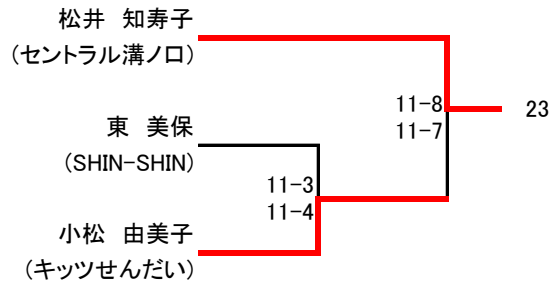 松井　知寿子
（セントラル溝ノ口）
11-8
23
11-7
東　美保
（SHIN-SHIN）
11-3
11-4
小松　由美子
（キッツせんだい）